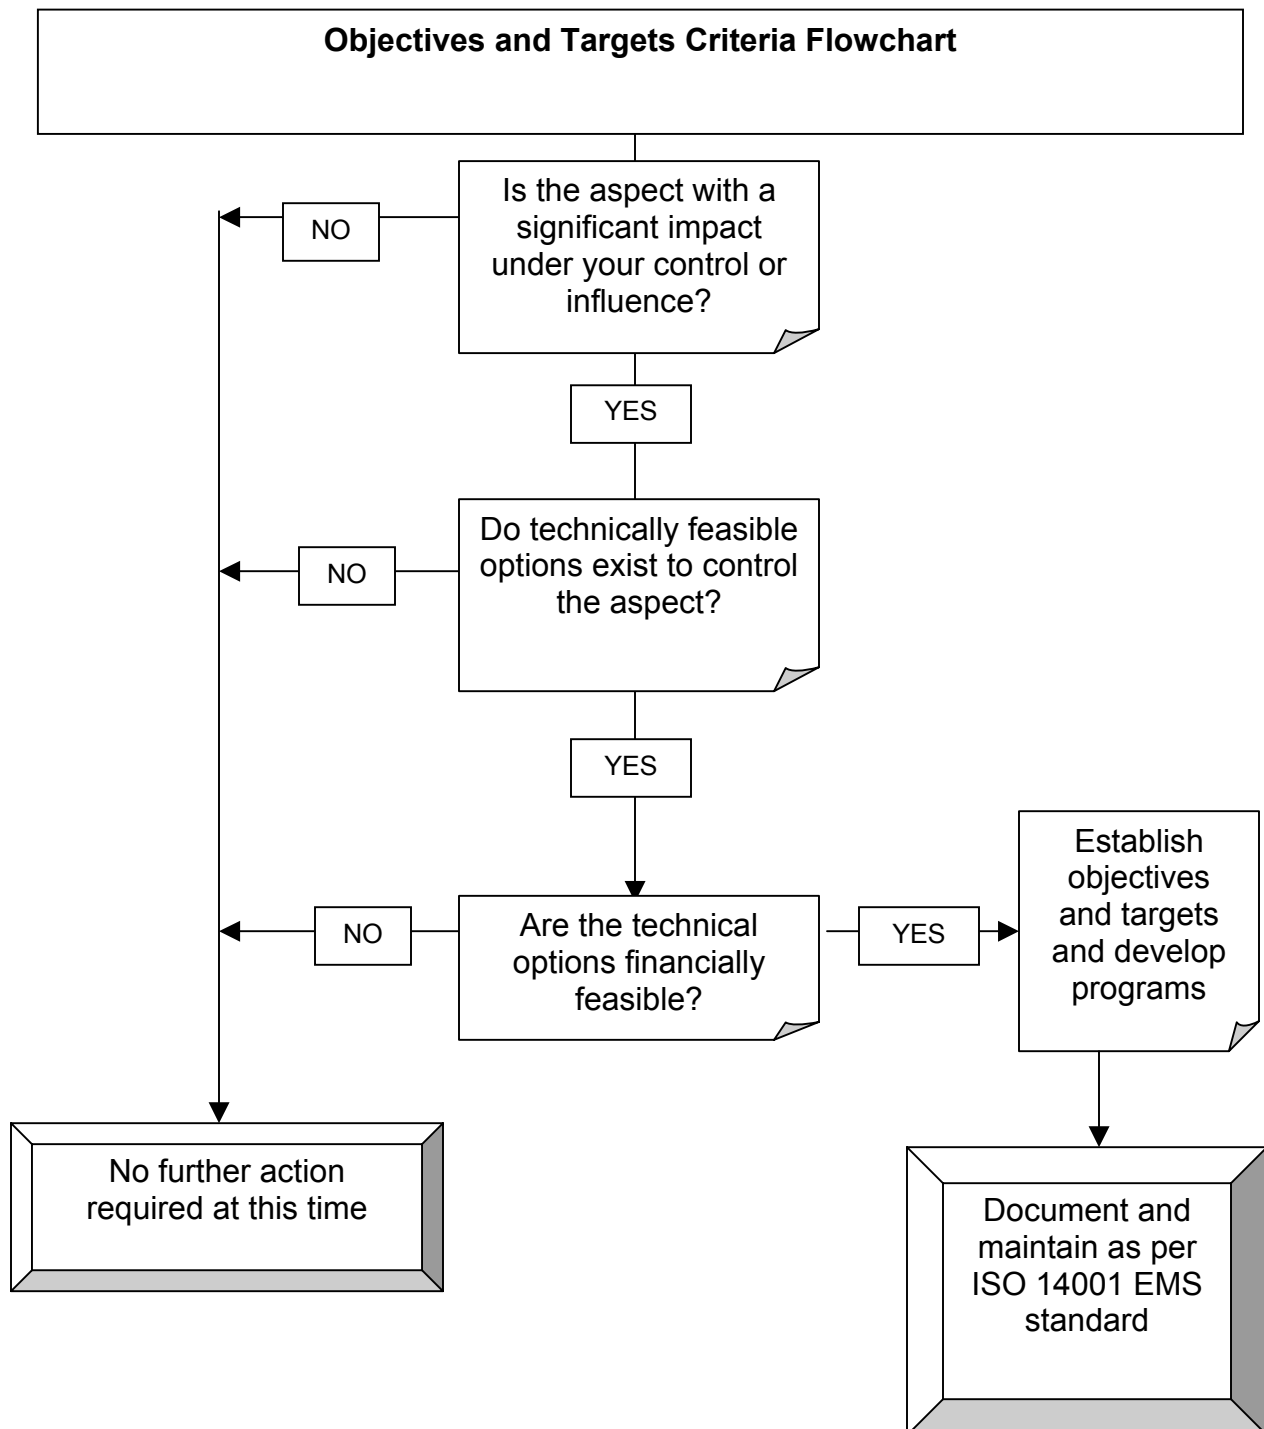 Objectives and Targets Criteria Flowchart
Is the aspect with a
significant impact
under your control or
influence?
NO
YES
Do technically feasible
options exist to control
the aspect?
NO
YES
Are the technical
options financially
feasible?
NO
YES
Establish
objectives
and targets
and develop
programs
No further action
required at this time
Document and
maintain as per
ISO 14001 EMS
standard